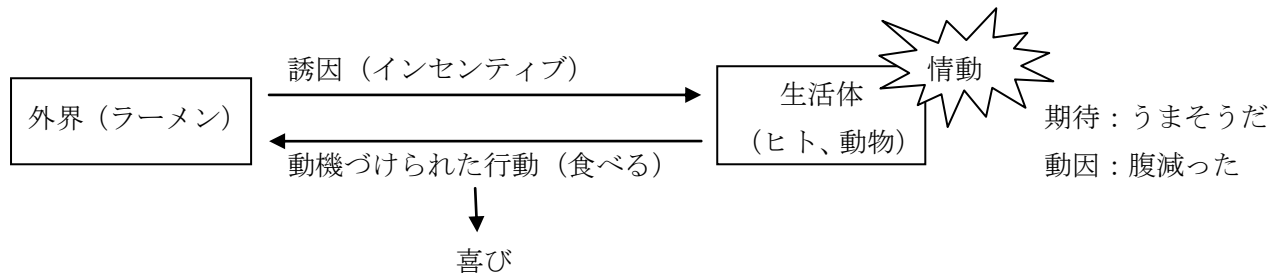 誘因（インセンティブ）
外界（ラーメン）
動機づけられた行動（食べる）
喜び
生活体
（ヒト、動物）
情動
期待：うまそうだ
動因：腹減った